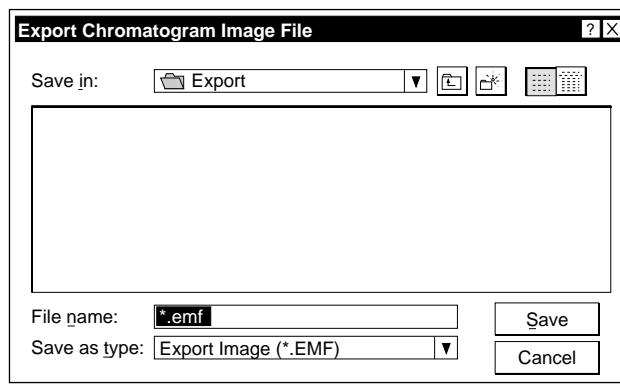 Export Chromatogram Image File ? X
Save in: Export
File name: *.emf
Save
Save as type: Export Image (*.EMF)
Cancel